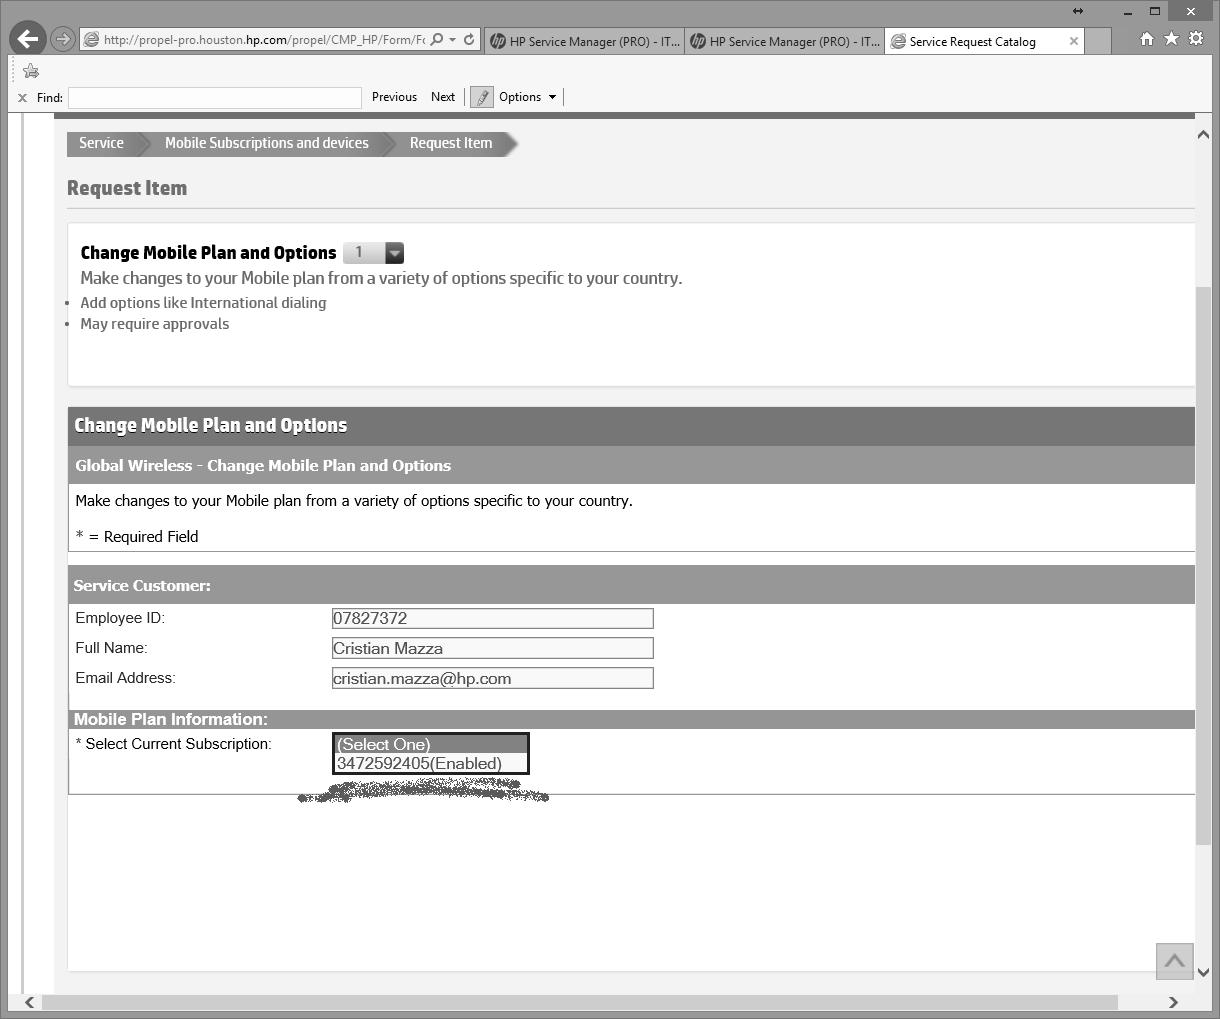 http://propel-pro.houston.hp.com/propel/CMP_HP/Form/Fo
HP Service Manager (PRO) - IT...
HP Service Manager (PRO) - IT...
Service Request Catalog
Find:
Previous
Next
Options
Service
Mobile Subscriptions and devices
Request Item
Request Item
Change Mobile Plan and Options 1
Make changes to your Mobile plan from a variety of options specific to your country.
Add options like International dialing
May require approvals
Change Mobile Plan and Options
Global Wireless - Change Mobile Plan and Options
Make changes to your Mobile plan from a variety of options specific to your country.
* = Required Field
Service Customer:
Employee ID: 07827372
Full Name: Cristian Mazza
Email Address: cristian.mazza@hp.com
Mobile Plan Information:
* Select Current Subscription: (Select One)
3472592405(Enabled)